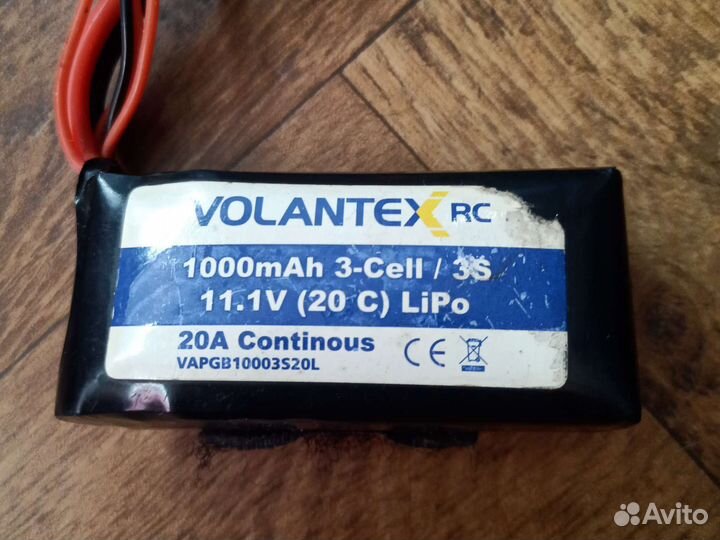 VOLANTEX RC
1000mAh 3-Cell / 3S
11.1V (20 C) LiPo
20A Continous
VAPGB10003S20L
CE
Avito